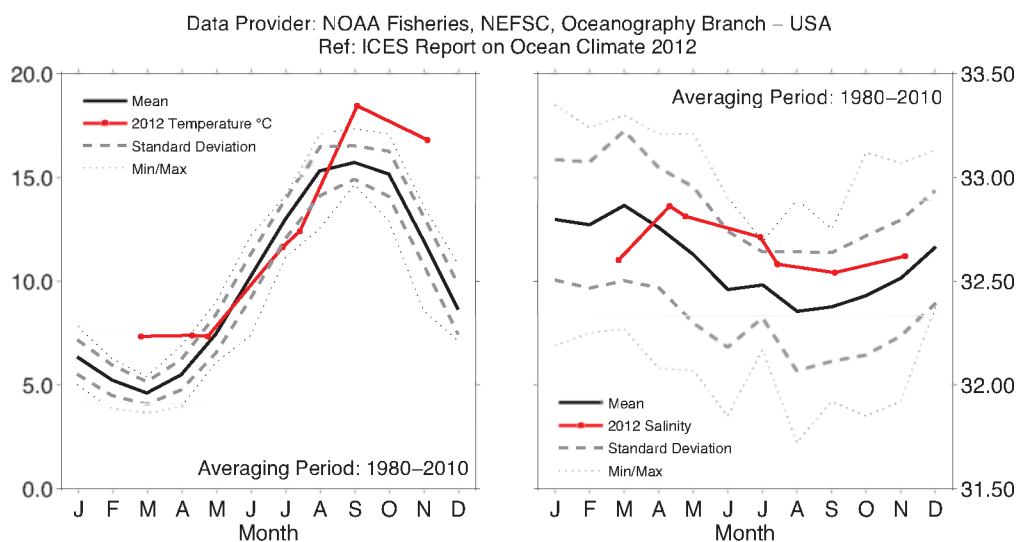 Data Provider: NOAA Fisheries, NEFSC, Oceanography Branch – USA
Ref: ICES Report on Ocean Climate 2012
20.0
15.0
10.0
5.0
0.0
Mean
2012 Temperature °C
Standard Deviation
Min/Max
Averaging Period: 1980–2010
J F M A M J J A S O N D
Month
Averaging Period: 1980–2010
33.50
33.00
32.50
32.00
31.50
Mean
2012 Salinity
Standard Deviation
Min/Max
J F M A M J J A S O N D
Month